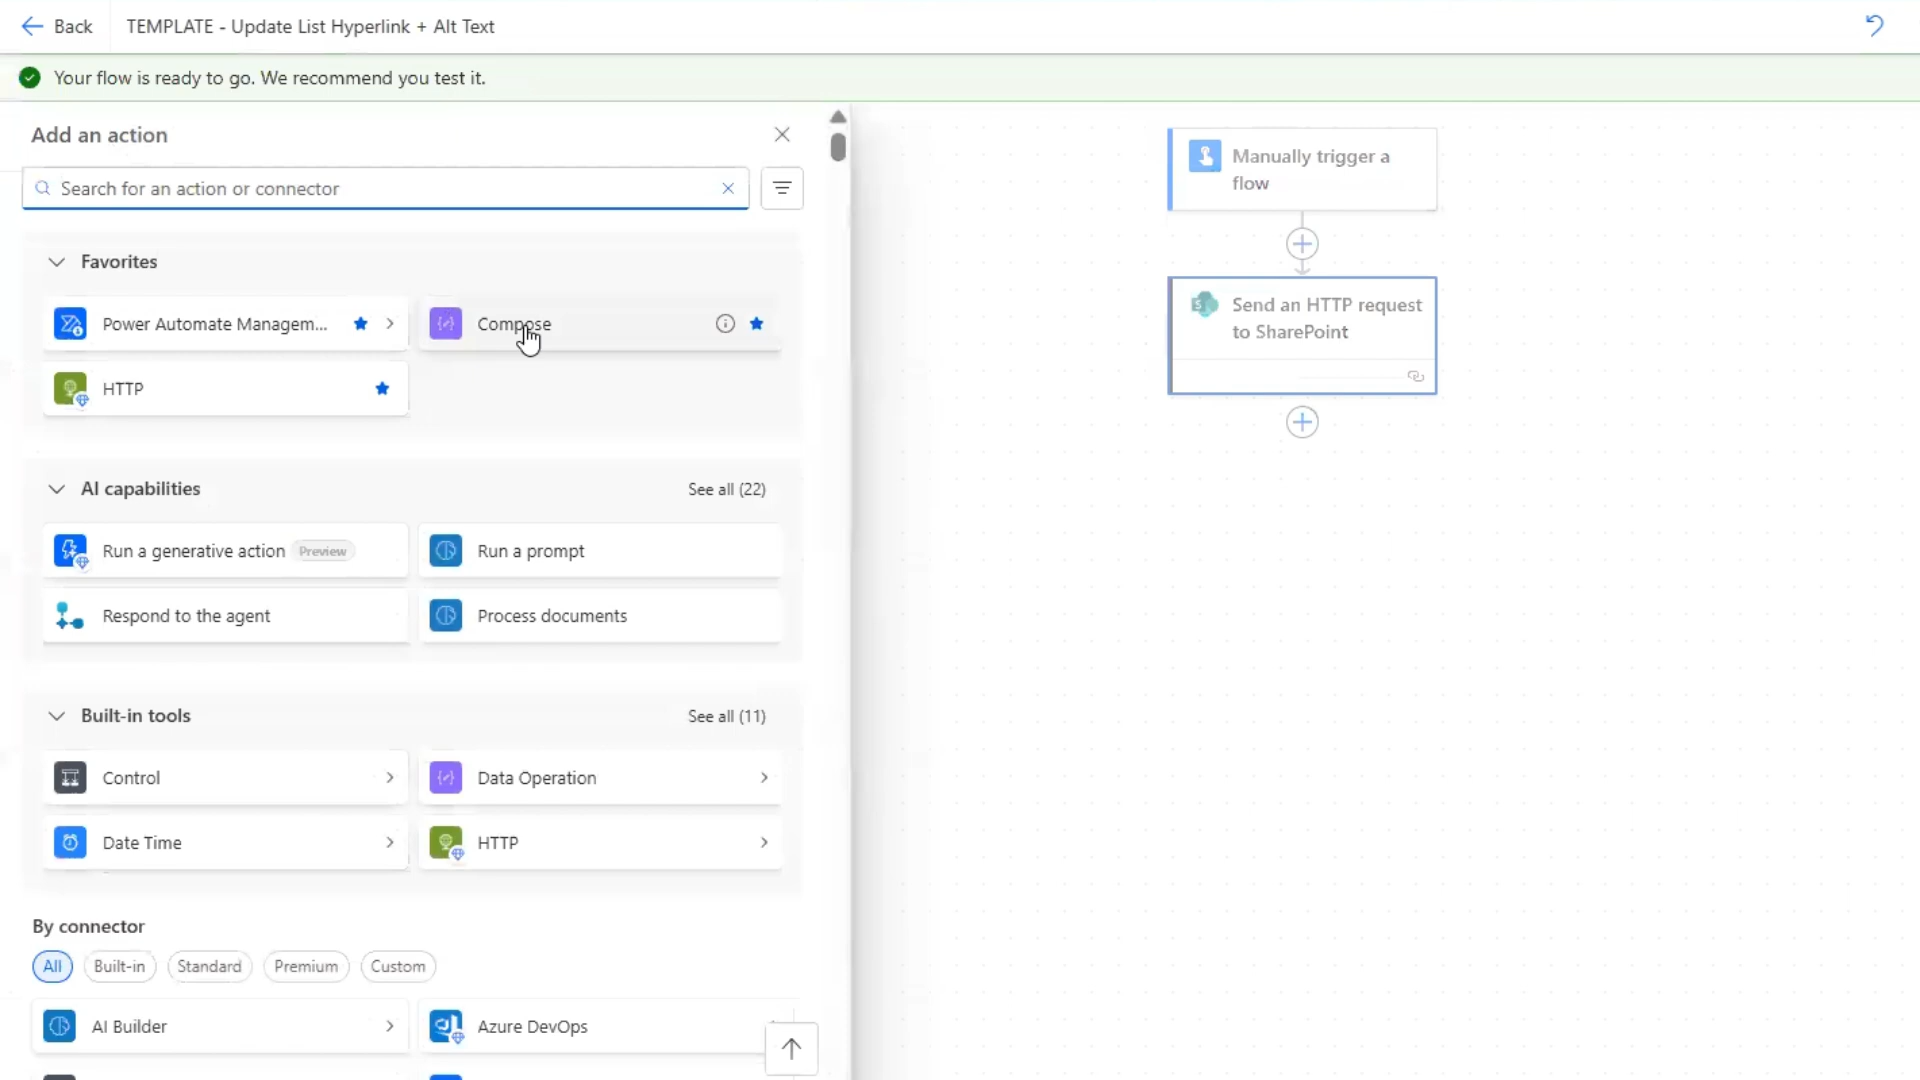 Back
TEMPLATE - Update List Hyperlink + Alt Text
Your flow is ready to go. We recommend you test it.
Add an action
Search for an action or connector
Favorites
Power Automate Managem...
Compose
HTTP
AI capabilities
See all (22)
Run a generative action Preview
Run a prompt
Respond to the agent
Process documents
Built-in tools
See all (11)
Control
Data Operation
Date Time
HTTP
By connector
All
Built-in
Standard
Premium
Custom
AI Builder
Azure DevOps
Manually trigger a
flow
Send an HTTP request
to SharePoint